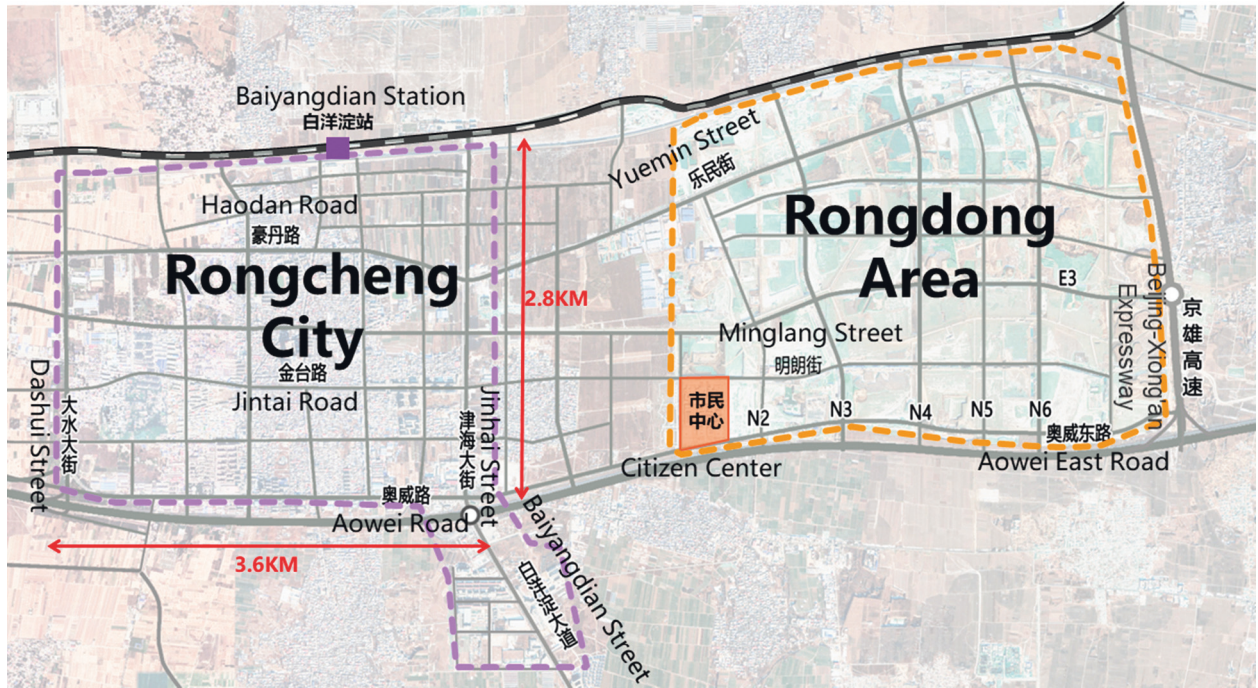 Baiyangdian Station
白洋淀站
Haodan Road
豪丹路
Rongcheng
City
金台路
Jintai Road
Dashui Street
大水大街
Jinhai Street
津海大街
奥威路
Aowei Road
2.8KM
3.6KM
Baiyangdian Street
白洋淀大道
Yuemin Street
乐民街
Rongdong
Area
E3
Minglang Street
明朗街
市民
中心
Citizen Center
N2
N3
N4
N5
N6
奥威东路
Aowei East Road
Beijing-Xiong'an
Expressway
京雄高速